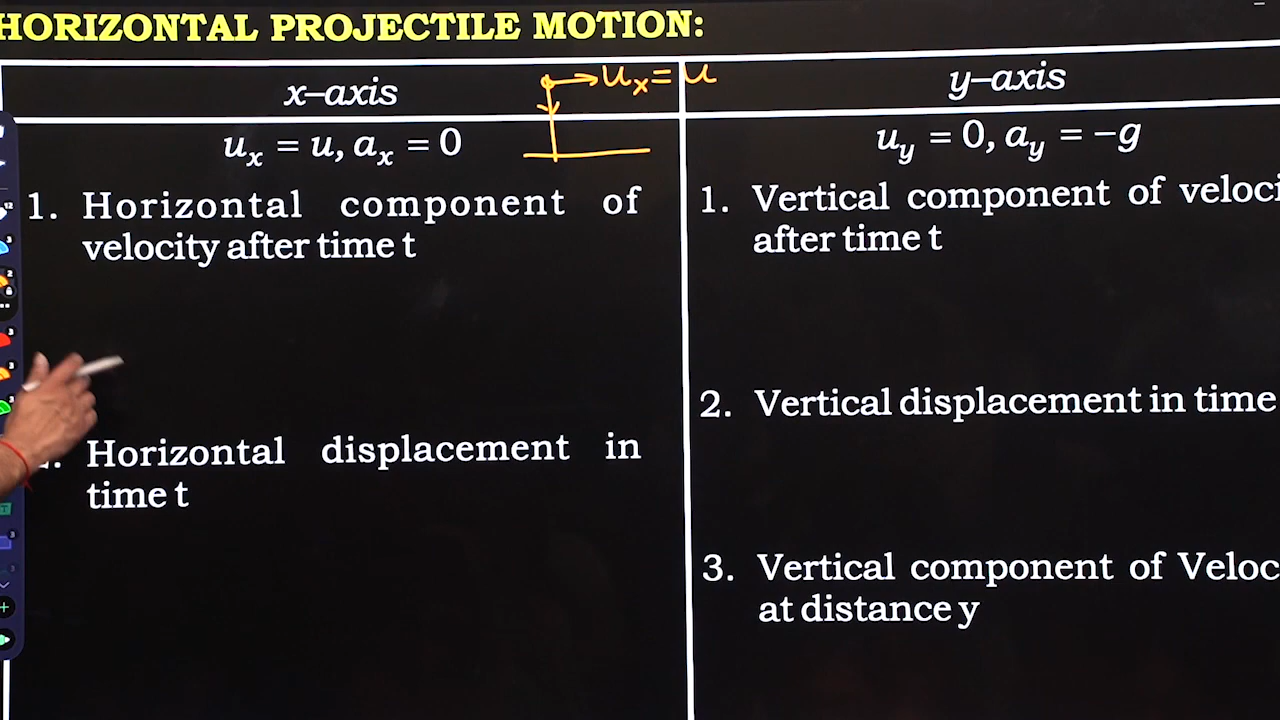 HORIZONTAL PROJECTILE MOTION:
x–axis
uₓ = u
y–axis
uₓ = u, aₓ = 0
u_y = 0, a_y = –g
1. Horizontal component of
velocity after time t
1. Vertical component of
after time t
2. Vertical displacement in time
Horizontal displacement in
time t
3. Vertical component of
at distance y